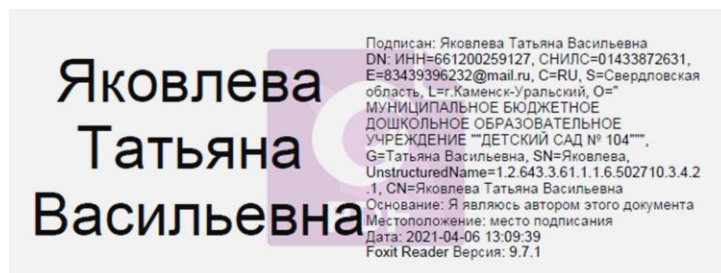 Яковлева
Татьяна
Васильевна
Подписан: Яковлева Татьяна Васильевна
DN: ИНН=661200259127, СНИЛС=01433872631,
E=83439396232@mail.ru, C=RU, S=Свердловская
область, L=г.Каменск-Уральский, O="
МУНИЦИПАЛЬНОЕ БЮДЖЕТНОЕ
ДОШКОЛЬНОЕ ОБРАЗОВАТЕЛЬНОЕ
УЧРЕЖДЕНИЕ ""ДЕТСКИЙ САД № 104""",
G=Татьяна Васильевна, SN=Яковлева,
UnstructuredName=1.2.643.3.61.1.1.6.502710.3.4.2
.1, CN=Яковлева Татьяна Васильевна
Основание: Я являюсь автором этого документа
Местоположение: место подписания
Дата: 2021-04-06 13:09:39
Foxit Reader Версия: 9.7.1